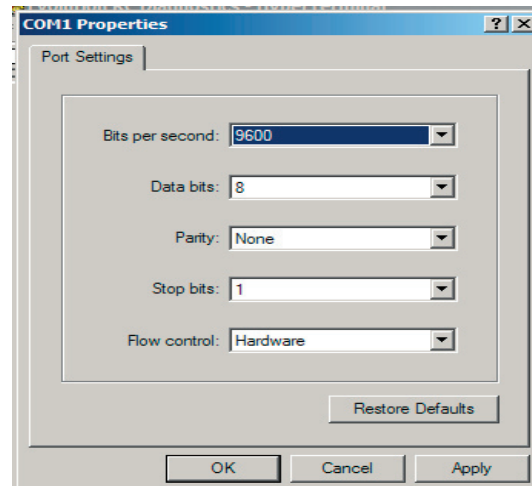 COM1 Properties
Port Settings
Bits per second: 9600
Data bits: 8
Parity: None
Stop bits: 1
Flow control: Hardware
Restore Defaults
OK Cancel Apply